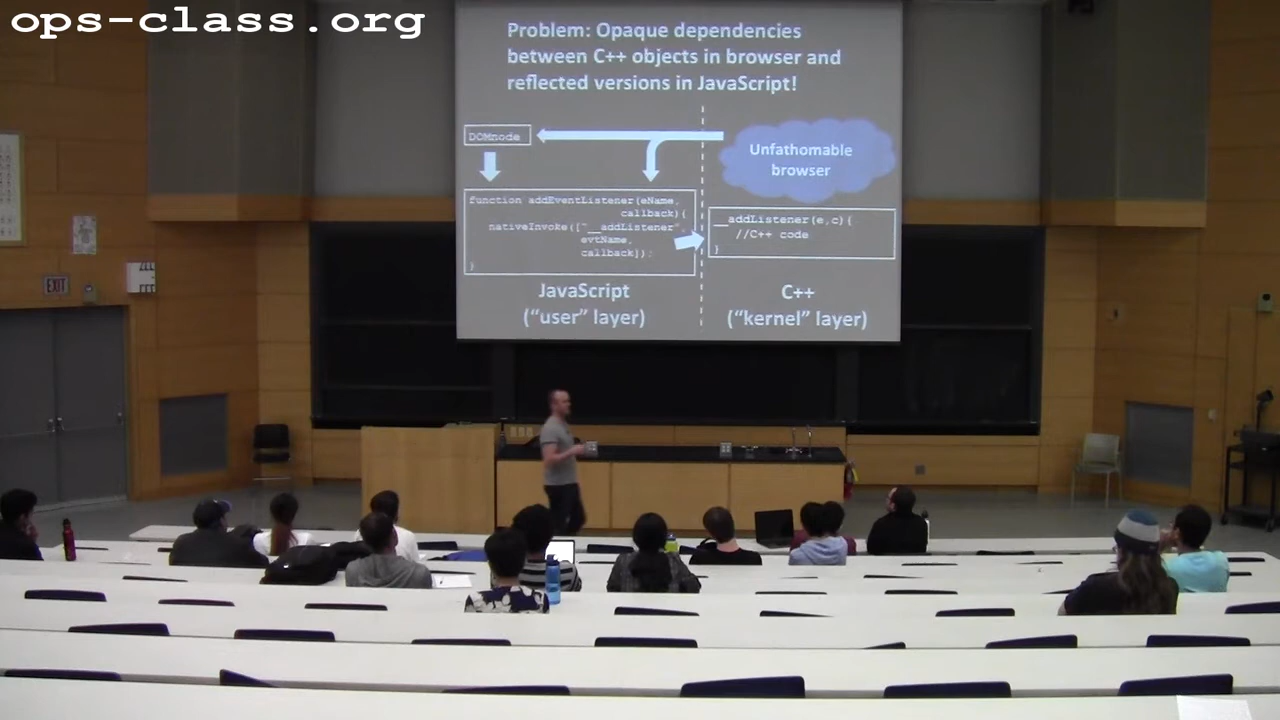 ops-class.org
Problem: Opaque dependencies
between C++ objects in browser and
reflected versions in JavaScript!
DOMnode
Unfathomable
browser
function addEventListener(eName,
callback){
nativeInvoke(["__addListener",
evtName,
callback]);
}
__addListener(e,c){
//C++ code
}
JavaScript
("user" layer)
C++
("kernel" layer)
EXIT